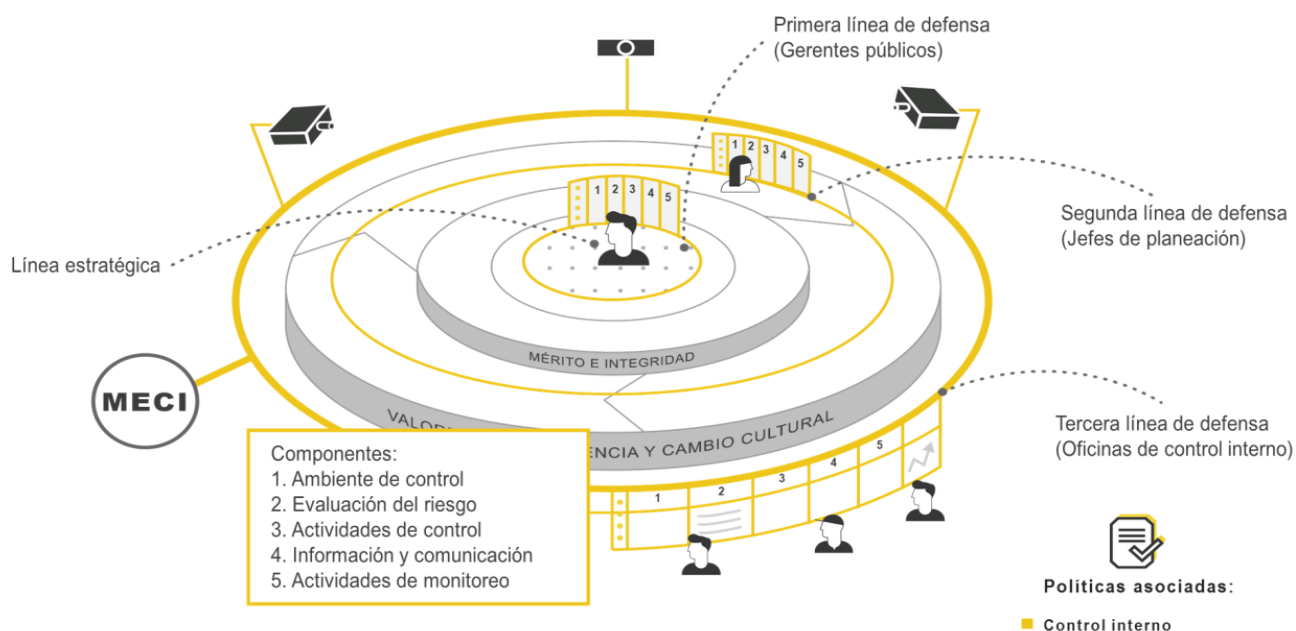 Primera línea de defensa
(Gerentes públicos)
1 2 3 4 5
1 2 3 4 5
Segunda línea de defensa
(Jefes de planeación)
Línea estratégica
MÉRITO E INTEGRIDAD
MECI
Y CAMBIO CULTURAL
Tercera línea de defensa
(Oficinas de control interno)
Componentes:
1. Ambiente de control
2. Evaluación del riesgo
3. Actividades de control
4. Información y comunicación
5. Actividades de monitoreo
1 2 3 4 5
Políticas asociadas:
Control interno